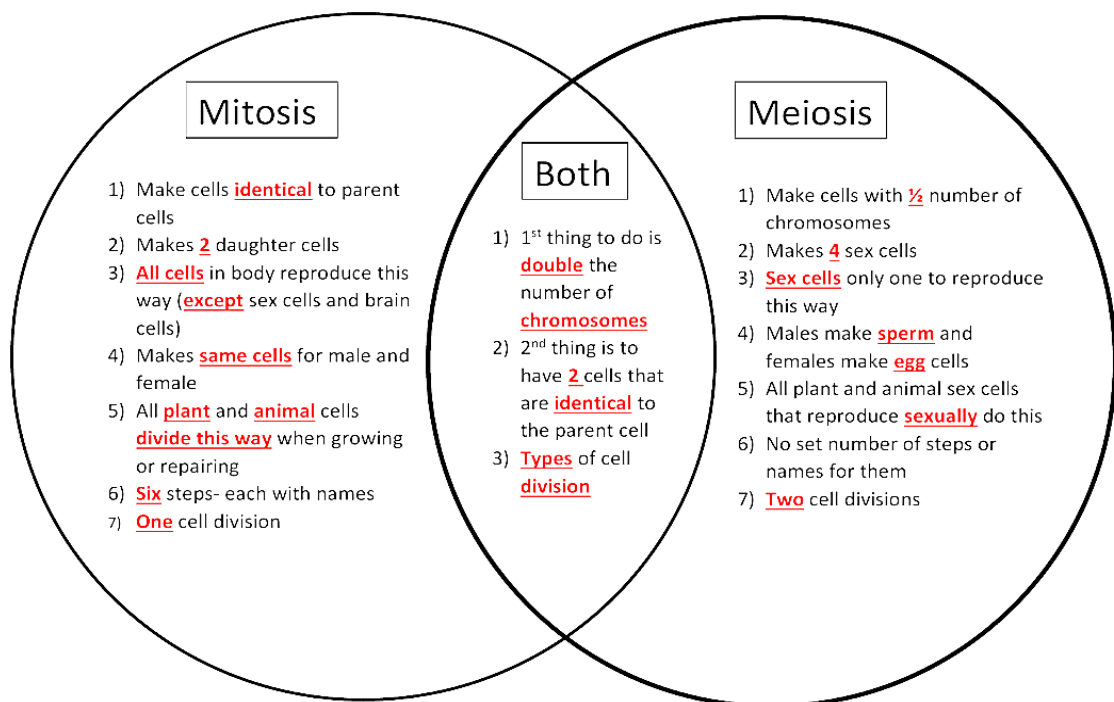 Mitosis
1) Make cells identical to parent
cells
2) Makes 2 daughter cells
3) All cells in body reproduce this
way (except sex cells and brain
cells)
4) Makes same cells for male and
female
5) All plant and animal cells
divide this way when growing
or repairing
6) Six steps- each with names
7) One cell division
Both
1) 1st thing to do is
double the
number of
chromosomes
2) 2nd thing is to
have 2 cells that
are identical to
the parent cell
3) Types of cell
division
Meiosis
1) Make cells with ½ number of
chromosomes
2) Makes 4 sex cells
3) Sex cells only one to reproduce
this way
4) Males make sperm and
females make egg cells
5) All plant and animal sex cells
that reproduce sexually do this
6) No set number of steps or
names for them
7) Two cell divisions